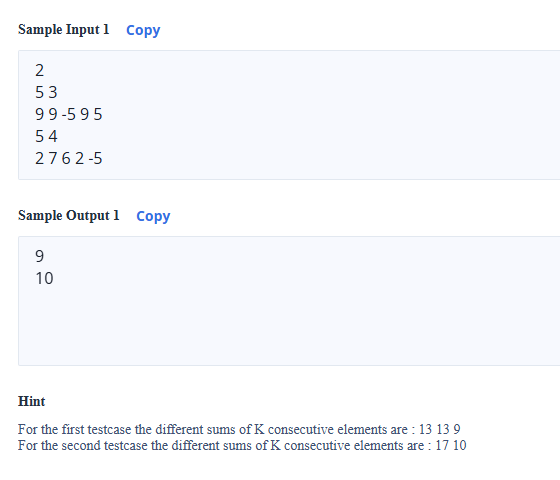 Sample Input 1 Copy
2
5 3
9 9 -5 9 5
5 4
2 7 6 2 -5
Sample Output 1 Copy
9
10
Hint
For the first testcase the different sums of K consecutive elements are : 13 13 9
For the second testcase the different sums of K consecutive elements are : 17 10